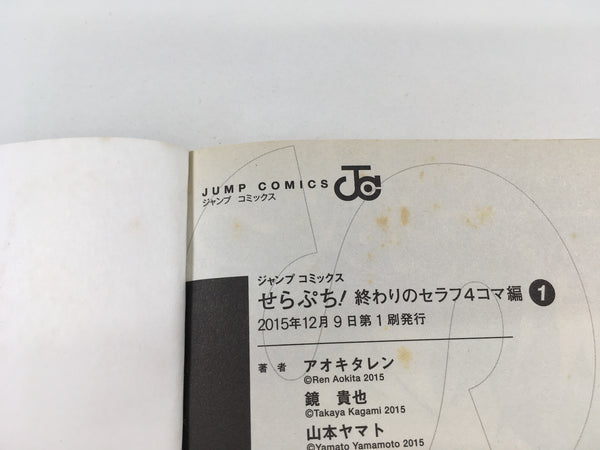 JUMP COMICS JC
ジャンプ コミックス
ジャンプ コミックス
せらぷち! 終わりのセラフ4コマ編 1
2015年12月9日第1刷発行
著者 アオキタレン
©Ren Aokita 2015
鏡 貴也
©Takaya Kagami 2015
山本ヤマト
©Yamato Yamamoto 2015